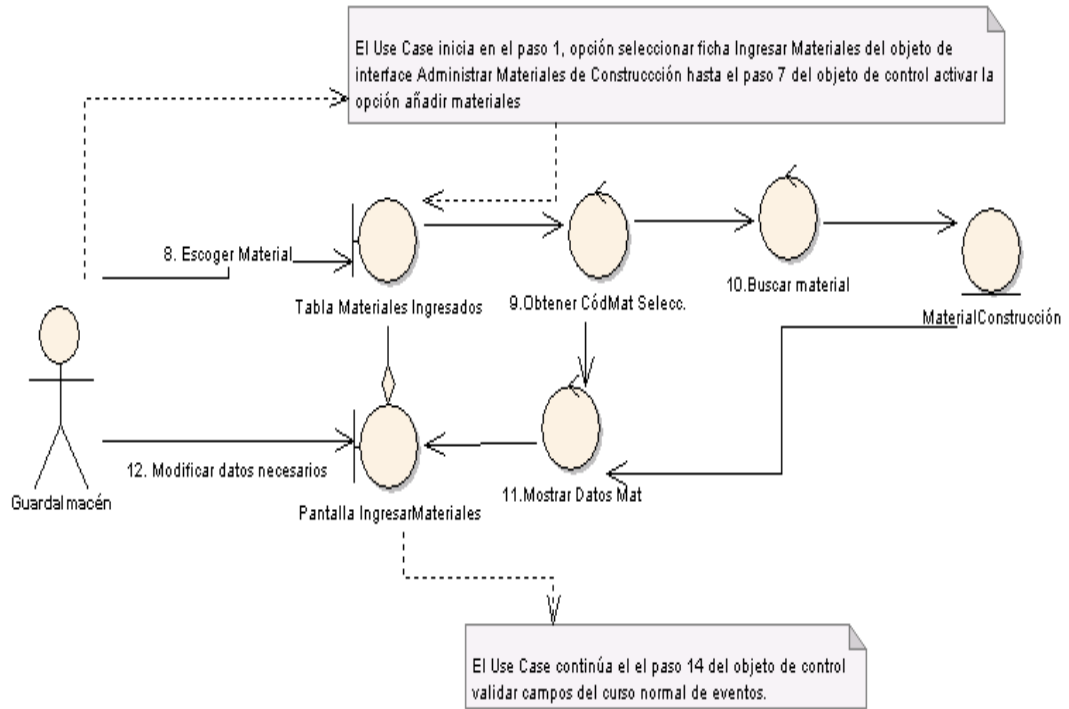 El Use Case inicia en el paso 1, opción seleccionar ficha Ingresar Materiales del objeto de
interface Administrar Materiales de Construccción hasta el paso 7 del objeto de control activar la
opción añadir materiales
8. Escoger Material
Tabla Materiales Ingresados
9.Obtener CódMat Selecc.
10.Buscar material
MaterialConstrucción
12. Modificar datos necesarios
Guardalmacén
Pantalla IngresarMateriales
11.Mostrar Datos Mat
El Use Case continúa el el paso 14 del objeto de control
validar campos del curso normal de eventos.